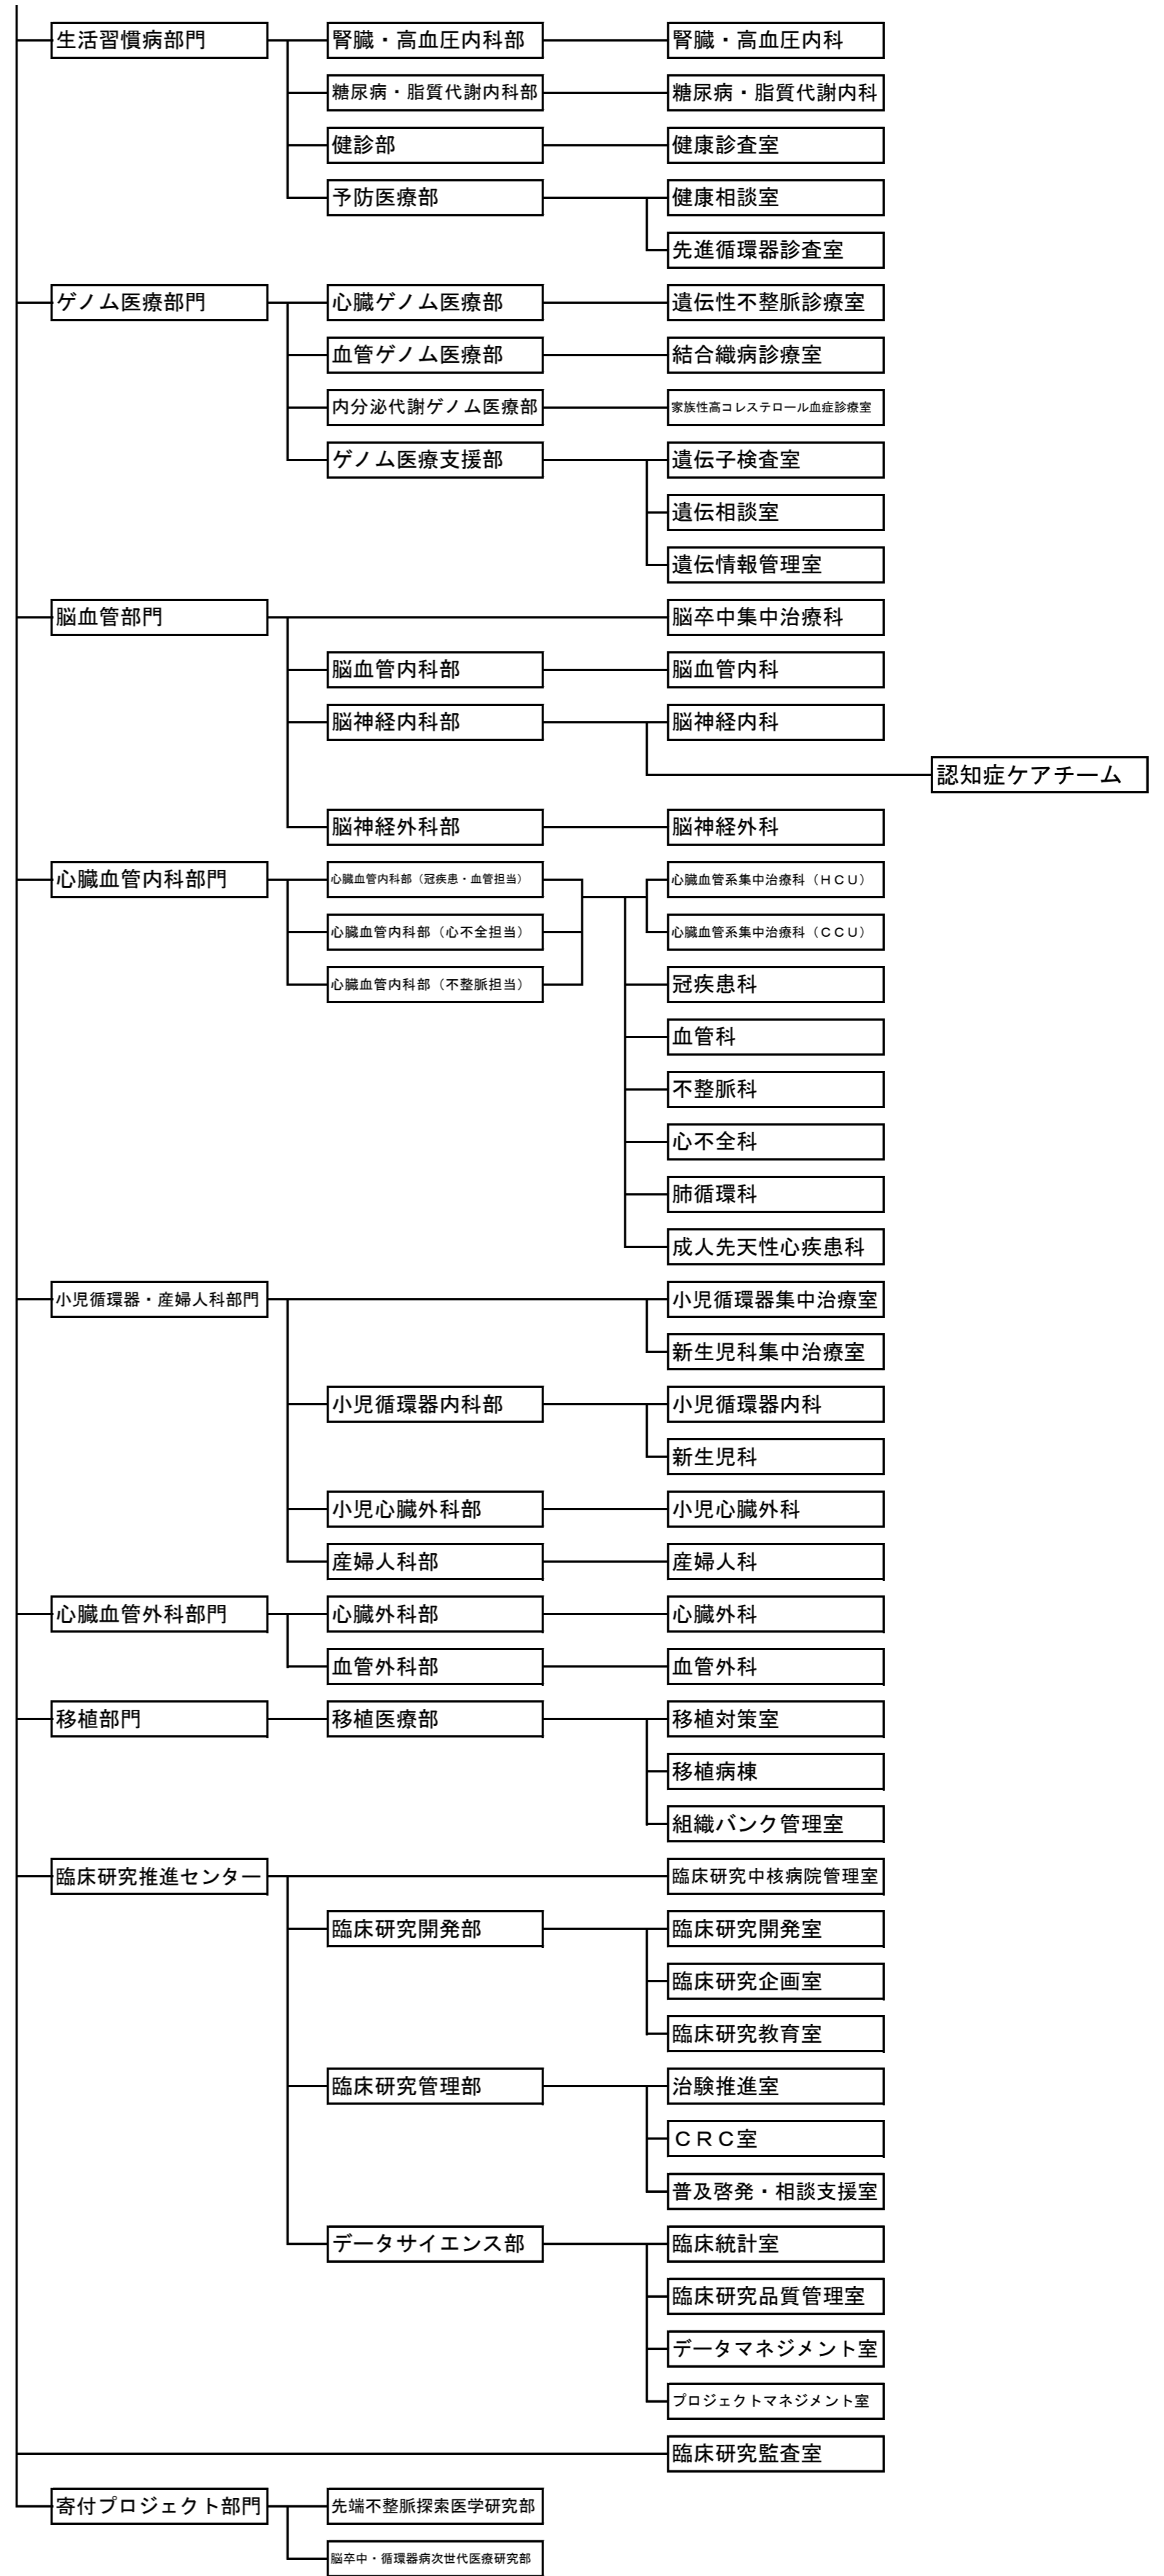 生活習慣病部門
腎臓・高血圧内科部
腎臓・高血圧内科
糖尿病・脂質代謝内科部
糖尿病・脂質代謝内科
健診部
健康診査室
予防医療部
健康相談室
先進循環器診査室
ゲノム医療部門
心臓ゲノム医療部
遺伝性不整脈診療室
血管ゲノム医療部
結合織病診療室
内分泌代謝ゲノム医療部
家族性高コレステロール血症診療室
ゲノム医療支援部
遺伝子検査室
遺伝相談室
遺伝情報管理室
脳血管部門
脳卒中集中治療科
脳血管内科部
脳血管内科
脳神経内科部
脳神経内科
認知症ケアチーム
脳神経外科部
脳神経外科
心臓血管内科部門
心臓血管内科部（冠疾患・血管担当）
心臓血管系集中治療科（ＨＣＵ）
心臓血管内科部（心不全担当）
心臓血管系集中治療科（ＣＣＵ）
心臓血管内科部（不整脈担当）
冠疾患科
血管科
不整脈科
心不全科
肺循環科
成人先天性心疾患科
小児循環器・産婦人科部門
小児循環器集中治療室
新生児科集中治療室
小児循環器内科部
小児循環器内科
新生児科
小児心臓外科部
小児心臓外科
産婦人科部
産婦人科
心臓血管外科部門
心臓外科部
心臓外科
血管外科部
血管外科
移植部門
移植医療部
移植対策室
移植病棟
組織バンク管理室
臨床研究推進センター
臨床研究中核病院管理室
臨床研究開発部
臨床研究開発室
臨床研究企画室
臨床研究教育室
臨床研究管理部
治験推進室
ＣＲＣ室
普及啓発・相談支援室
データサイエンス部
臨床統計室
臨床研究品質管理室
データマネジメント室
プロジェクトマネジメント室
臨床研究監査室
寄付プロジェクト部門
先端不整脈探索医学研究部
脳卒中・循環器病次世代医療研究部